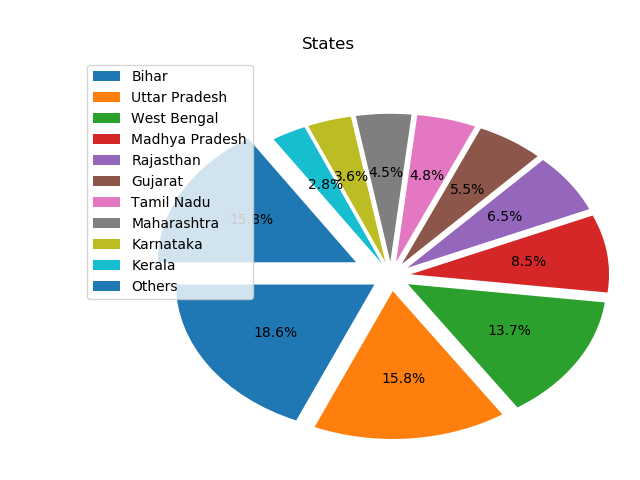 States
Bihar
Uttar Pradesh
West Bengal
Madhya Pradesh
Rajasthan
Gujarat
Tamil Nadu
Maharashtra
Karnataka
Kerala
Others
2.8%
3.6%
4.5%
4.8%
5.5%
6.5%
15.8%
8.5%
18.6%
13.7%
15.8%